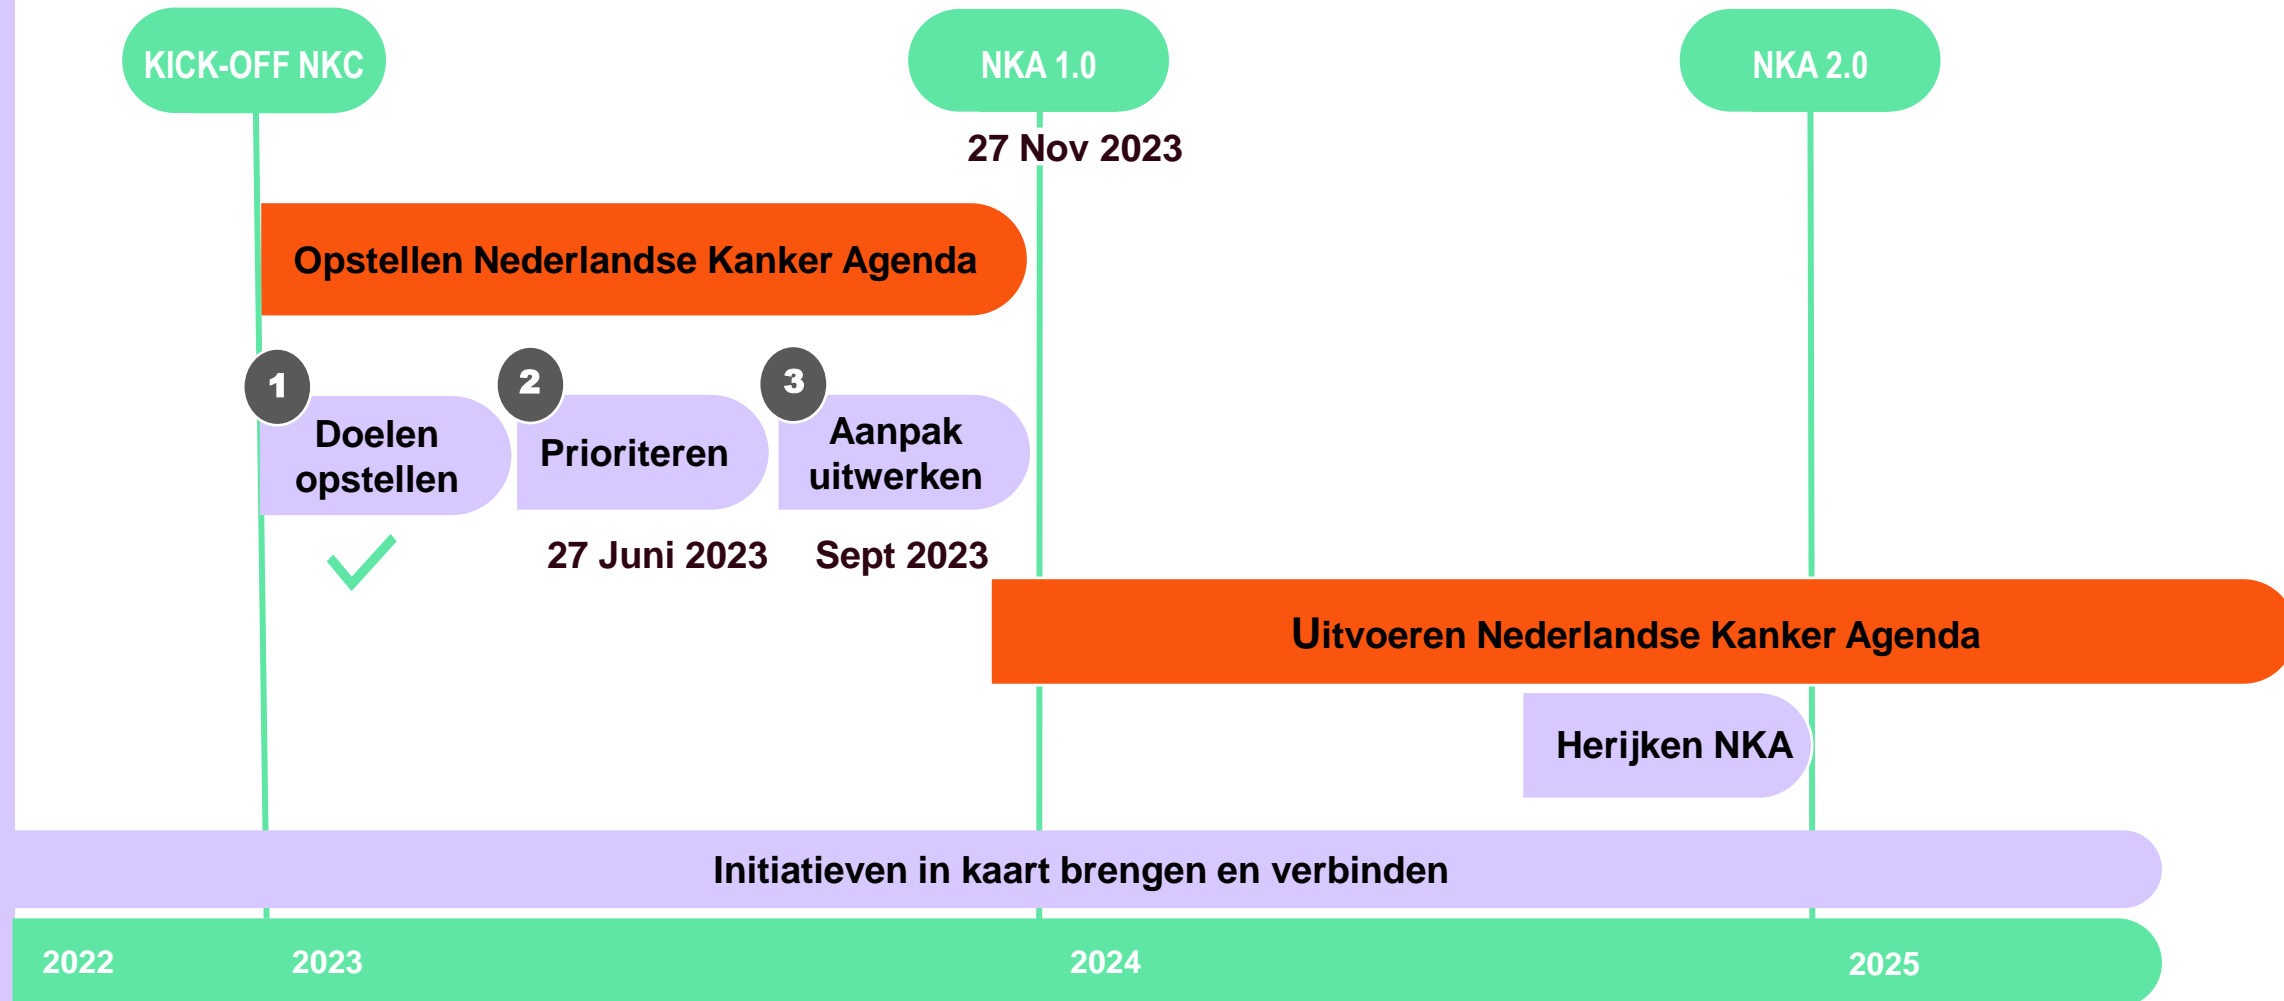 KICK-OFF NKC
NKA 1.0
NKA 2.0
27 Nov 2023
Opstellen Nederlandse Kanker Agenda
1
2
3
Doelen
opstellen
Prioriteren
Aanpak
uitwerken
27 Juni 2023
Sept 2023
Uitvoeren Nederlandse Kanker Agenda
Herijken NKA
Initiatieven in kaart brengen en verbinden
2022
2023
2024
2025